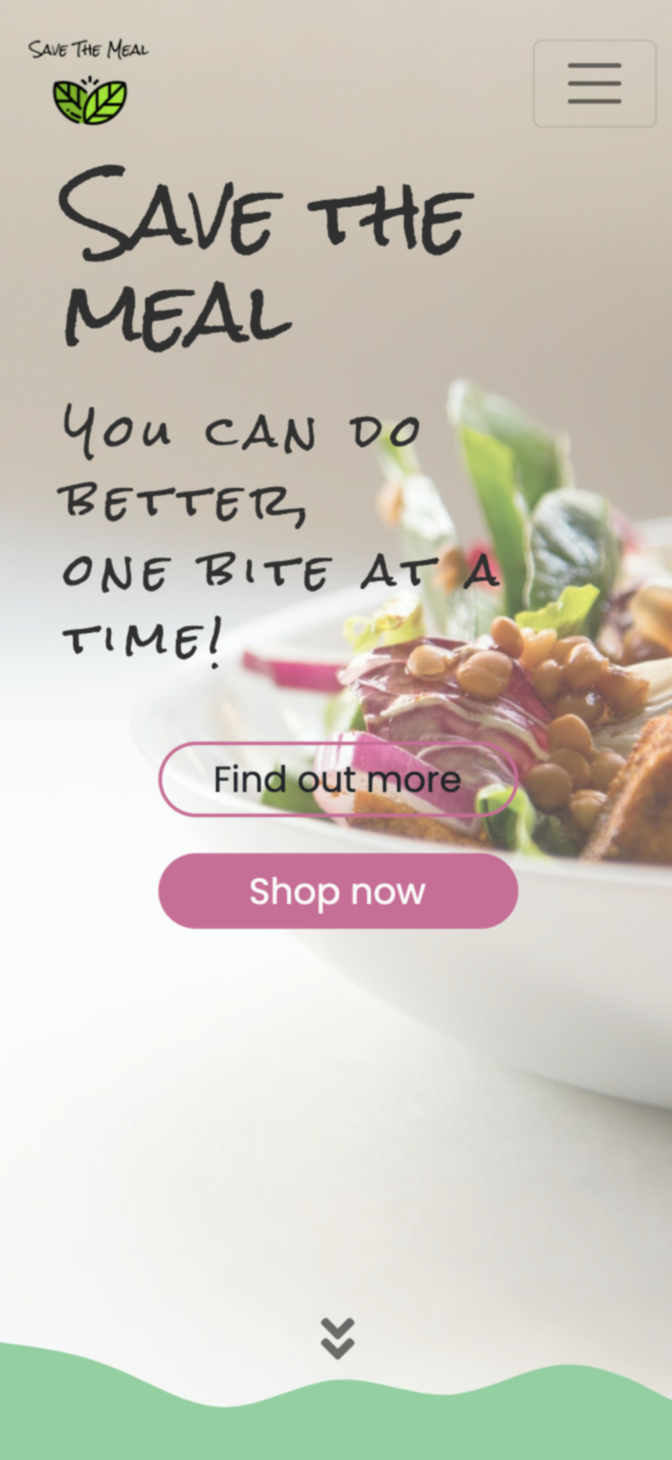 Save The Meal
Save the
meal
You can do
better,
one bite at a
time!
Find out more
Shop now